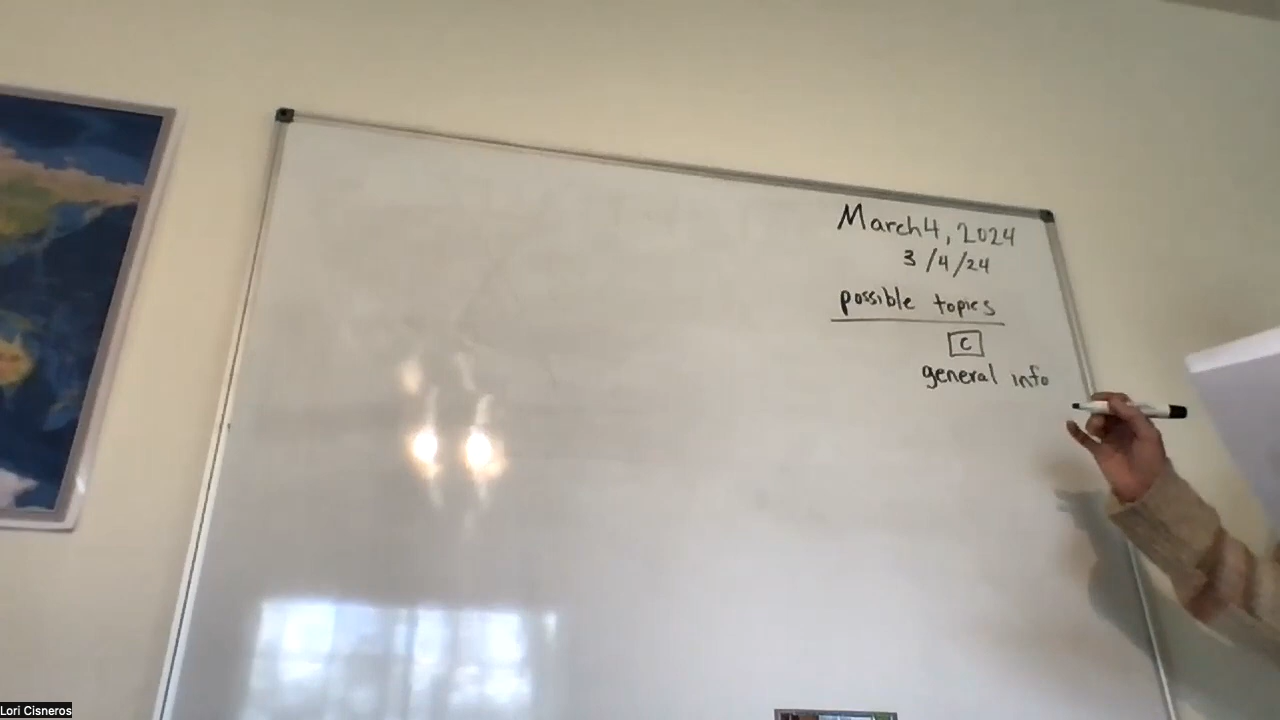 March 4, 2024
3/4/24
possible topics
C
general info
Lori Cisneros